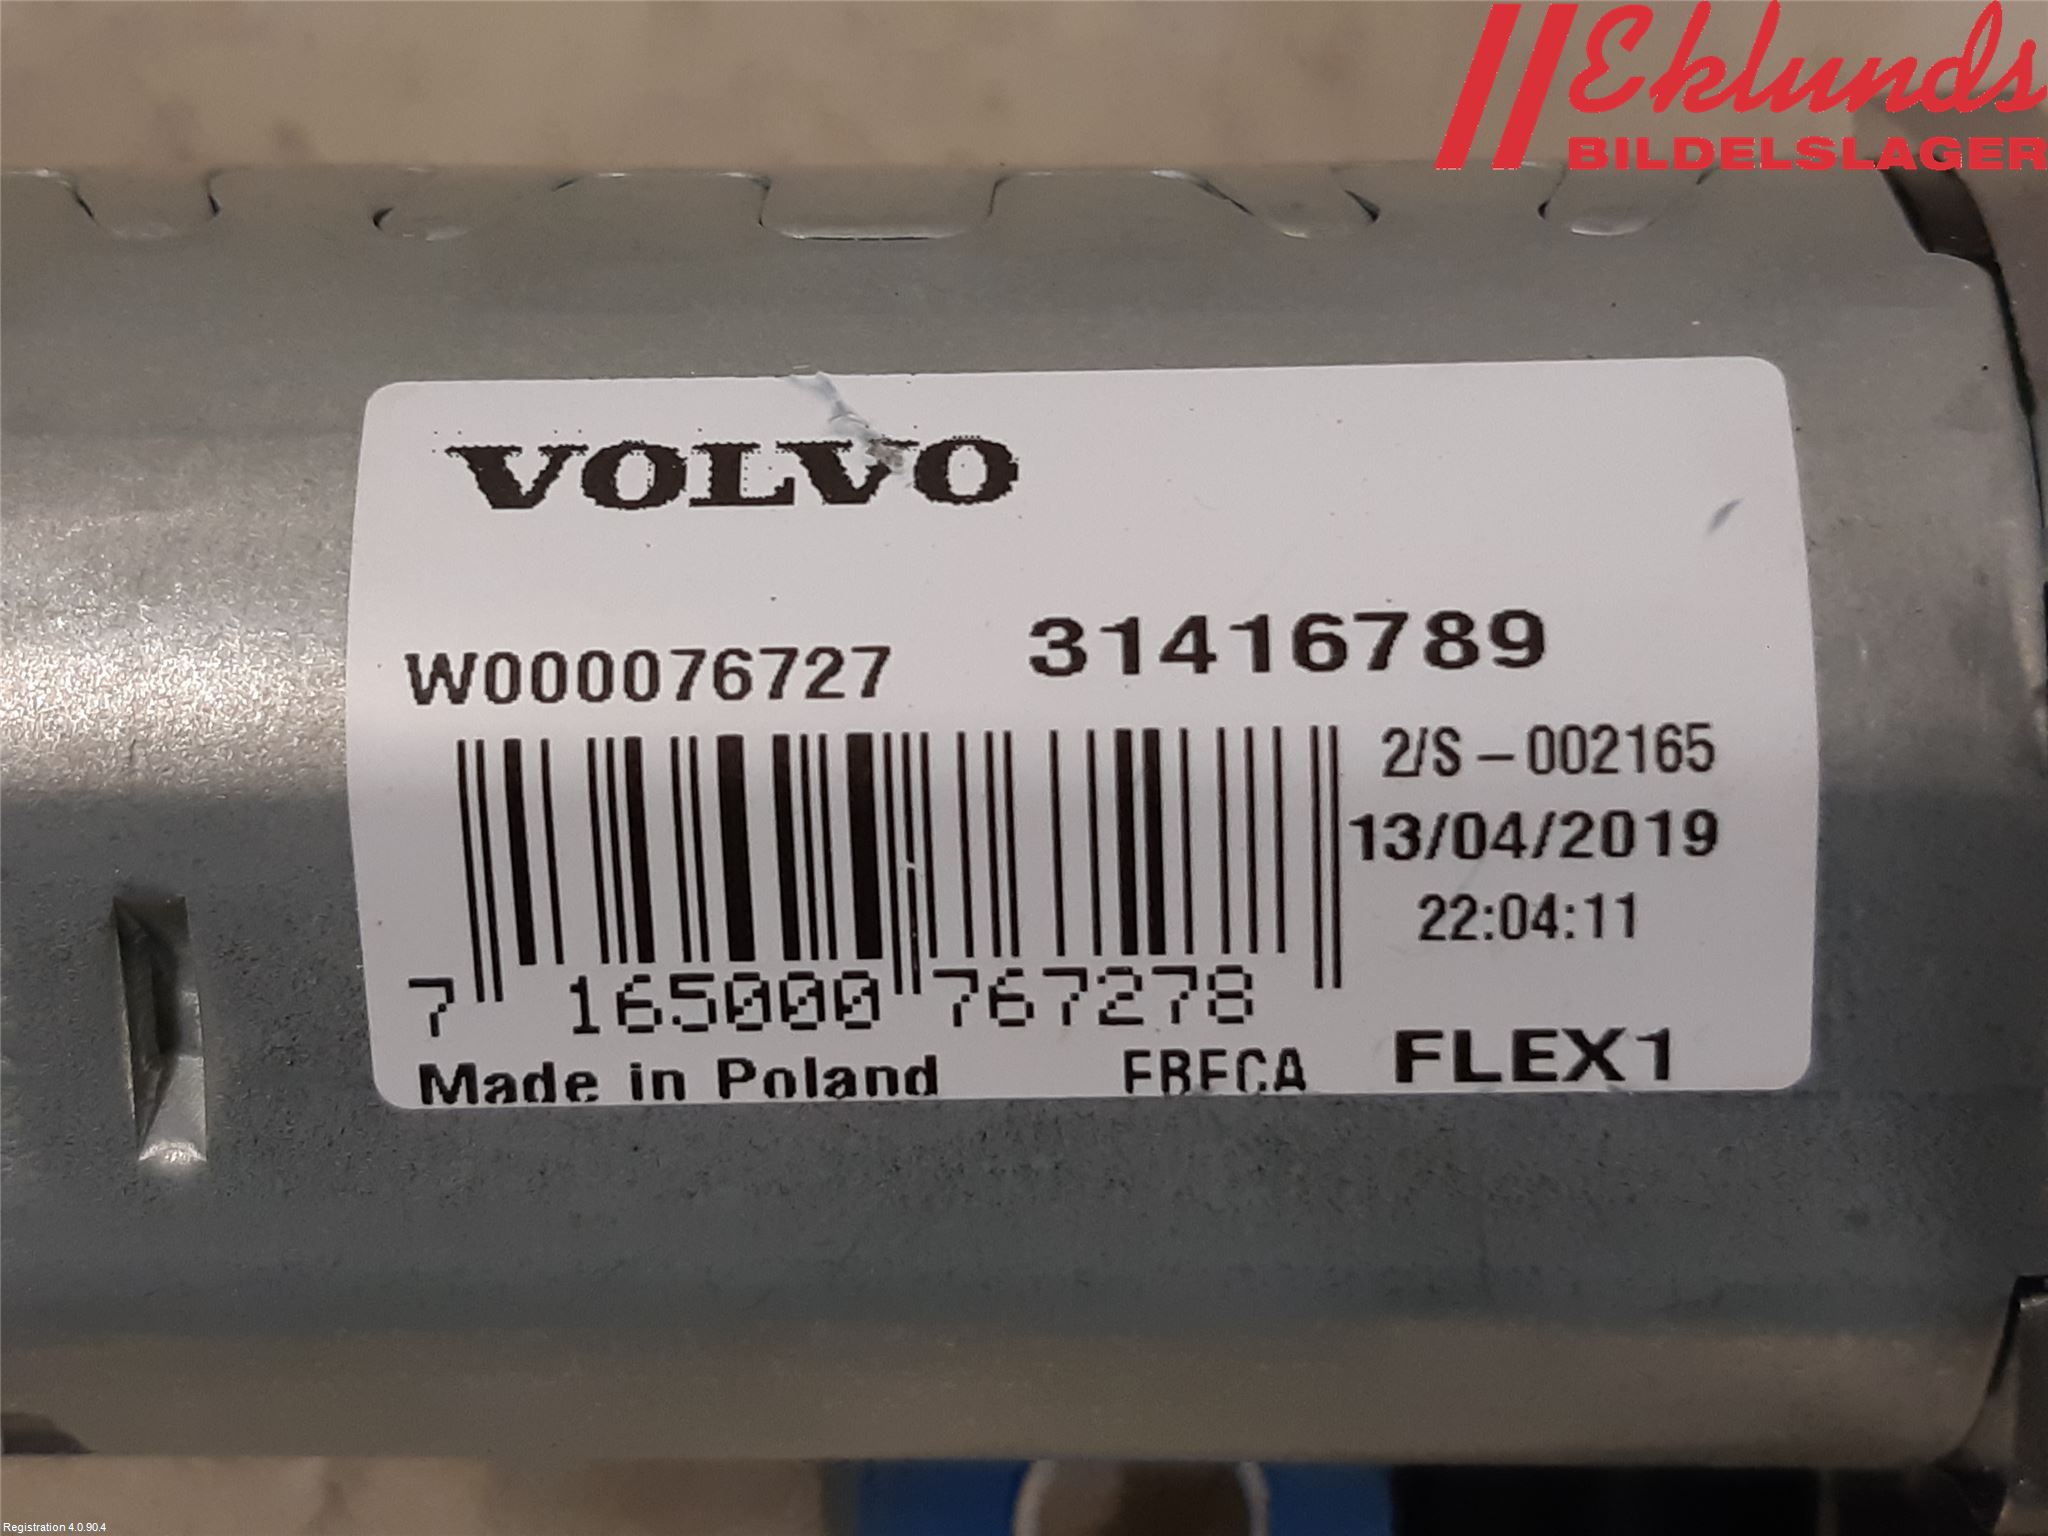 Eklunds
BILDELSLAGER
VOLVO
W000076727 31416789
2/S - 002165
13/04/2019
22:04:11
7 165000 767278
Made in Poland FLEX1
Registration 4.0.90.4